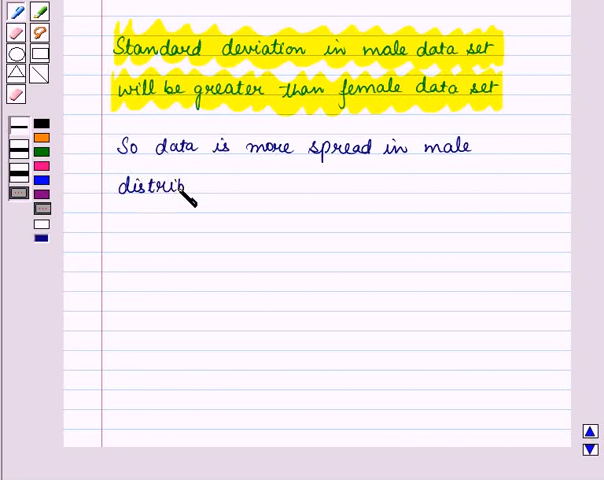 Standard deviation in male data set
will be greater than female data set
So data is more spread in male
distrib